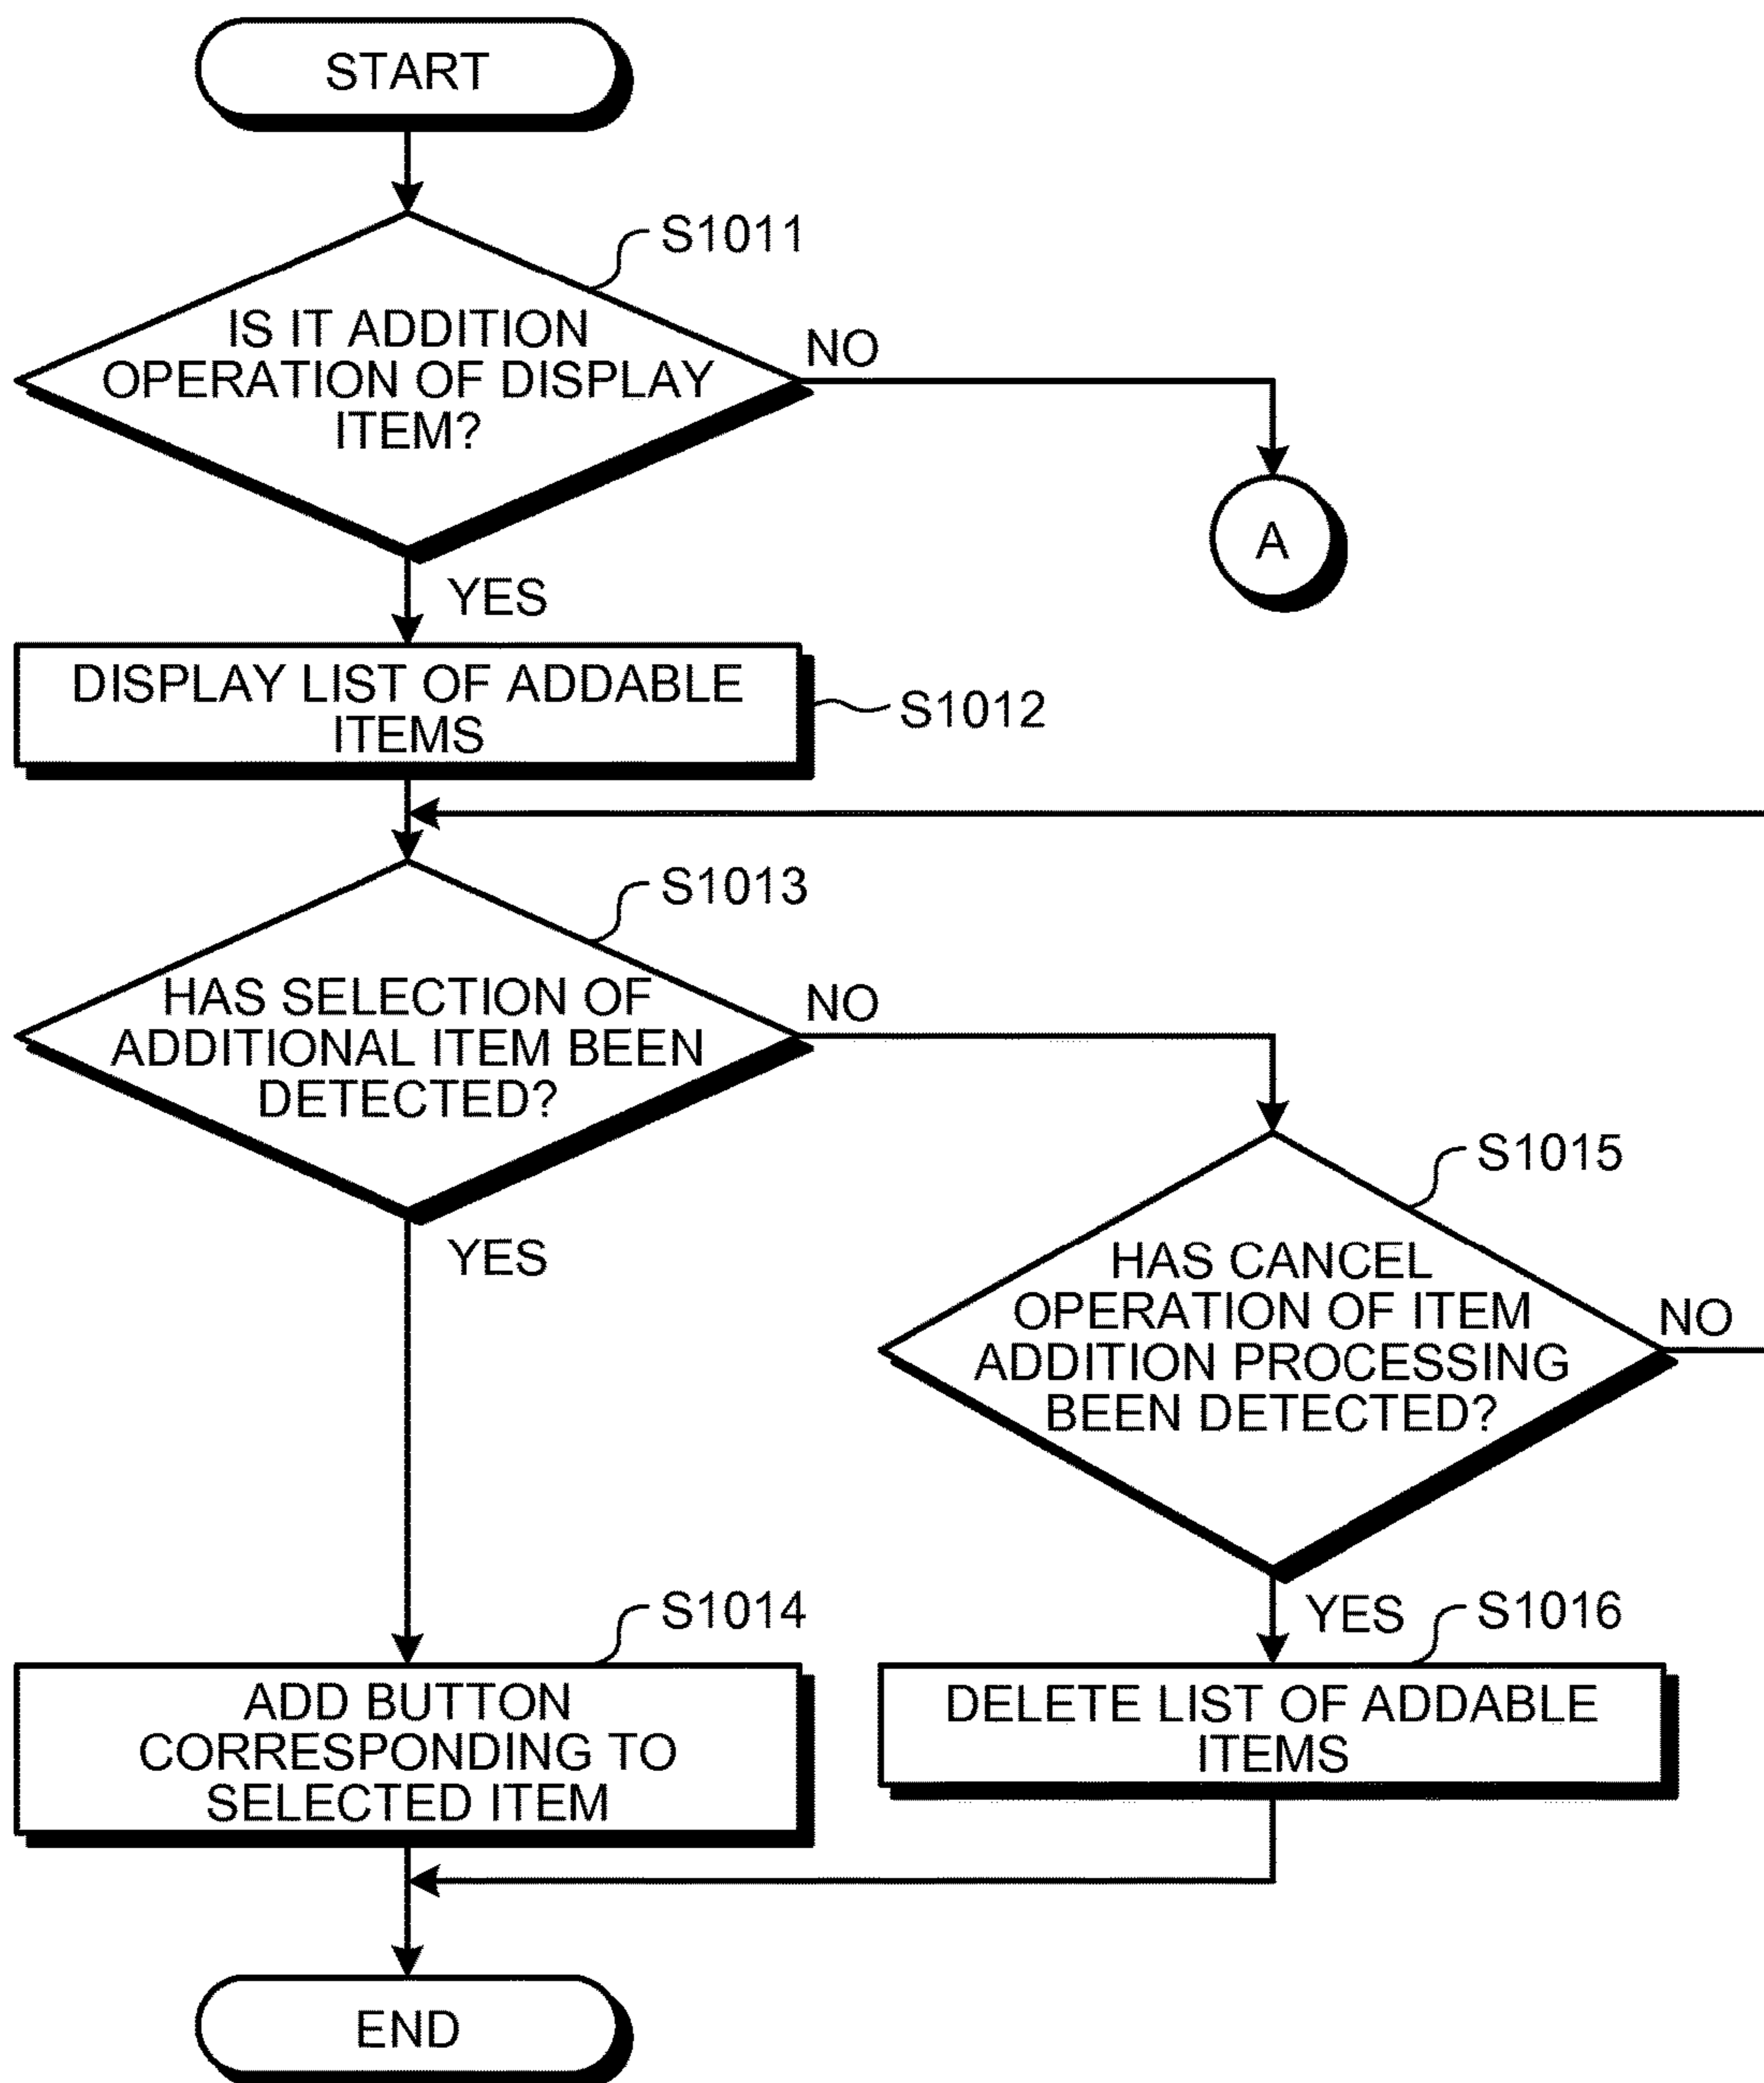 START
S1011
IS IT ADDITION
OPERATION OF DISPLAY
ITEM?
NO
A
YES
DISPLAY LIST OF ADDABLE
ITEMS
S1012
S1013
HAS SELECTION OF
ADDITIONAL ITEM BEEN
DETECTED?
NO
YES
S1015
HAS CANCEL
OPERATION OF ITEM
ADDITION PROCESSING
BEEN DETECTED?
NO
YES
S1014
ADD BUTTON
CORRESPONDING TO
SELECTED ITEM
S1016
DELETE LIST OF ADDABLE
ITEMS
END